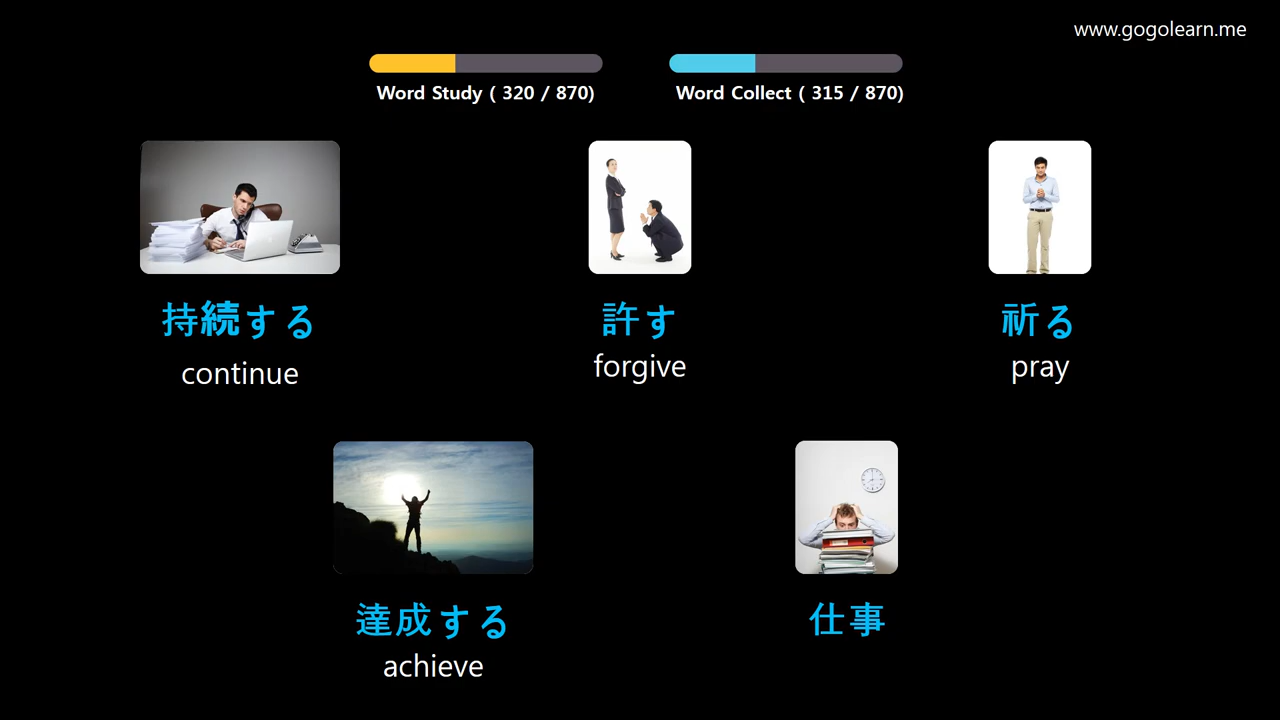 www.gogolearn.me
Word Study ( 320 / 870)
Word Collect ( 315 / 870)
持続する
continue
許す
forgive
祈る
pray
達成する
achieve
仕事